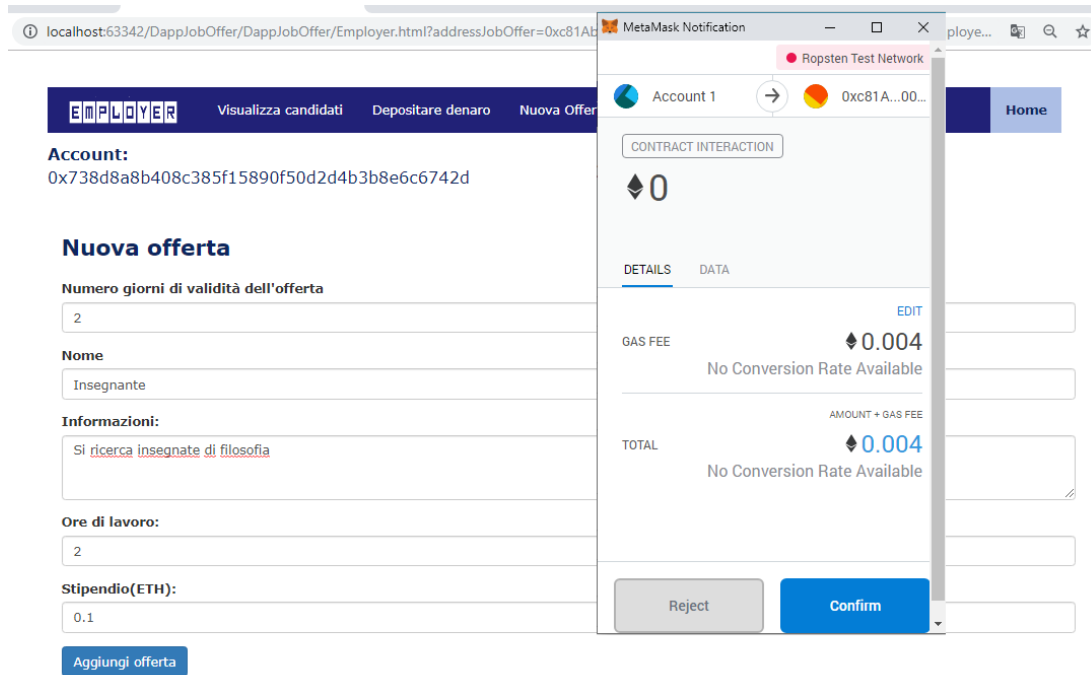 localhost:63342/DappJobOffer/DappJobOffer/Employer.html?addressJobOffer=0xc81Ab
ploye...
EMPLOYER
Visualizza candidati
Depositare denaro
Nuova Offer
Home
Account:
0x738d8a8b408c385f15890f50d2d4b3b8e6c6742d
Nuova offerta
Numero giorni di validità dell'offerta
2
Nome
Insegnante
Informazioni:
Si ricerca insegnate di filosofia
Ore di lavoro:
2
Stipendio(ETH):
0.1
Aggiungi offerta
MetaMask Notification
Ropsten Test Network
Account 1
0xc81A...00...
CONTRACT INTERACTION
0
DETAILS
DATA
EDIT
GAS FEE
0.004
No Conversion Rate Available
AMOUNT + GAS FEE
TOTAL
0.004
No Conversion Rate Available
Reject
Confirm